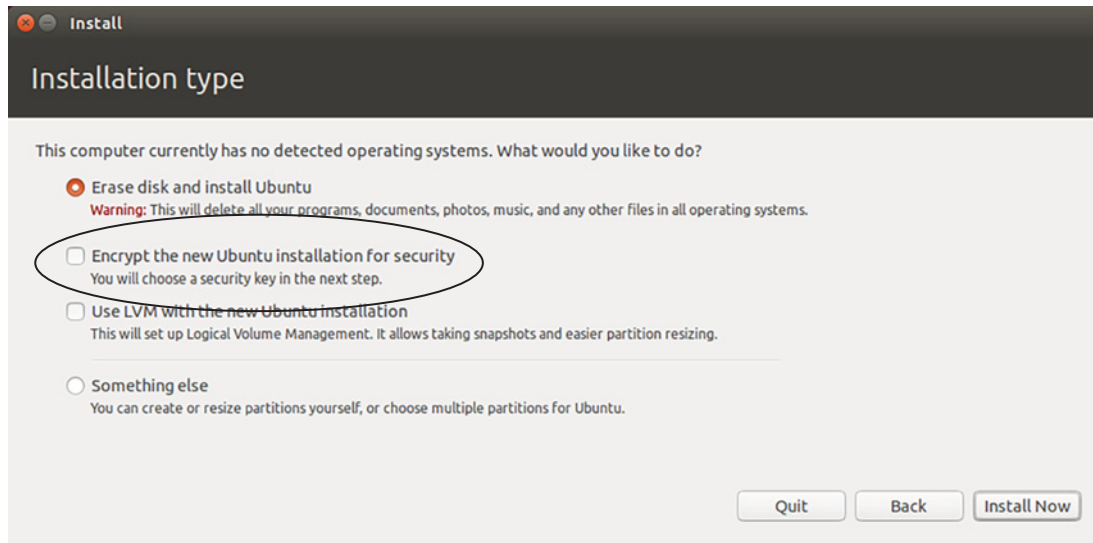 Install
Installation type
This computer currently has no detected operating systems. What would you like to do?
Erase disk and install Ubuntu
Warning: This will delete all your programs, documents, photos, music, and any other files in all operating systems.
Encrypt the new Ubuntu installation for security
You will choose a security key in the next step.
Use LVM with the new Ubuntu installation
This will set up Logical Volume Management. It allows taking snapshots and easier partition resizing.
Something else
You can create or resize partitions yourself, or choose multiple partitions for Ubuntu.
Quit Back Install Now